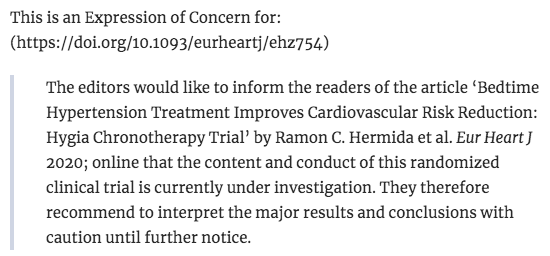 This is an Expression of Concern for:
(https://doi.org/10.1093/eurheartj/ehz754)
The editors would like to inform the readers of the article ‘Bedtime
Hypertension Treatment Improves Cardiovascular Risk Reduction:
Hygia Chronotherapy Trial’ by Ramon C. Hermida et al. Eur Heart J
2020; online that the content and conduct of this randomized
clinical trial is currently under investigation. They therefore
recommend to interpret the major results and conclusions with
caution until further notice.